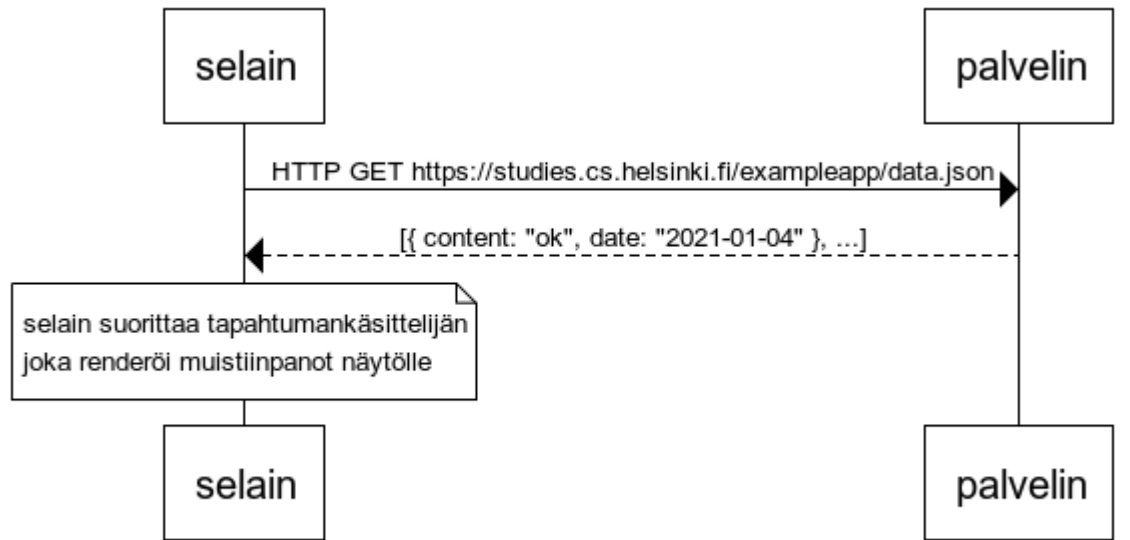 selain
palvelin
HTTP GET https://studies.cs.helsinki.fi/exampleapp/data.json
[{ content: "ok", date: "2021-01-04" }, ...]
selain suorittaa tapahtumankäsittelijän
joka renderöi muistiinpanot näytölle
selain
palvelin